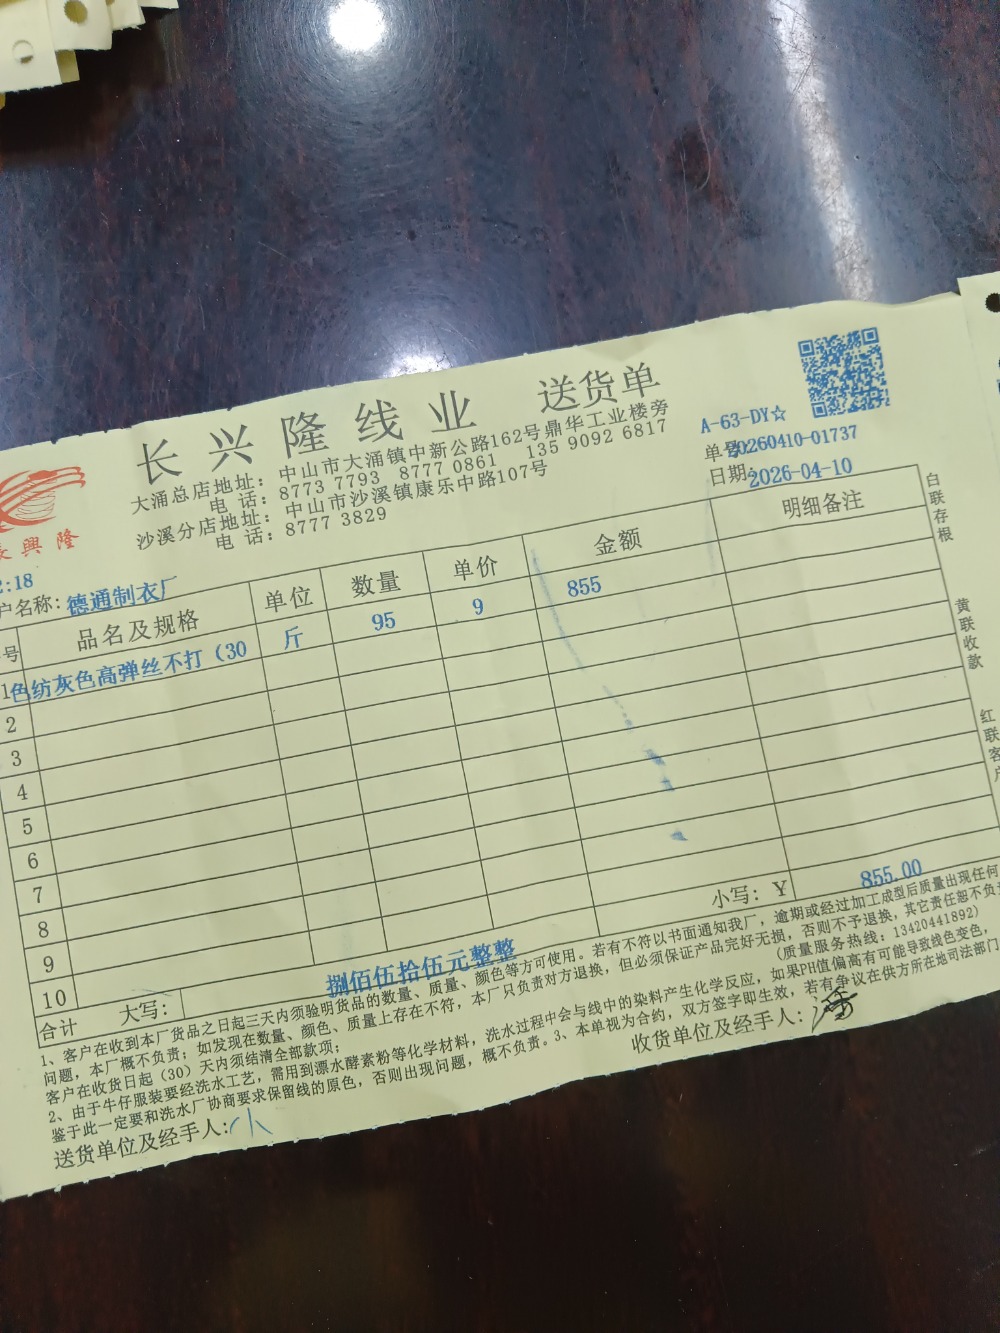 长兴隆线业 送货单
大涌总店地址: 中山市大涌镇中新公路162号鼎华工业楼旁
电 话: 8773 7793 8777 0861 135 9092 6817
沙溪分店地址: 中山市沙溪镇康乐中路107号
电 话: 8777 3829
A-63-DY☆
单号20260410-01737
日期: 2026-04-10
興隆
2:18
户名称: 德通制衣厂
号 品名及规格 单位 数量 单价 金额 明细备注
1 色纺灰色高弹丝不打（30 斤 95 9 855
2
3
4
5
6
7
8
9
10
小写: Y 855.00
合计 大写: 捌佰伍拾伍元整整
1、客户在收到本厂货品之日起三天内须验明货品的数量、质量、颜色等方可使用。若有不符以书面通知我厂，逾期或经过加工成型后质量出现任何
问题，本厂概不负责；如发现在数量、颜色、质量上存在不符，本厂只负责对方退换，但必须保证产品完好无损，否则不予退换，其它责任恕不负
客户在收货日起（30）天内须结清全部款项；
(质量服务热线: 13420441892)
2、由于牛仔服装要经洗水工艺，需用到漂水酵素粉等化学材料，洗水过程中会与线中的染料产生化学反应，如果PH值偏高有可能导致线色变色，
鉴于此一定要和洗水厂协商要求保留线的原色，否则出现问题，概不负责。3、本单视为合约，双方签字即生效，若有争议在供方所在地司法部门
送货单位及经手人: 小
收货单位及经手人:
白联存根
黄联收款
红联客户